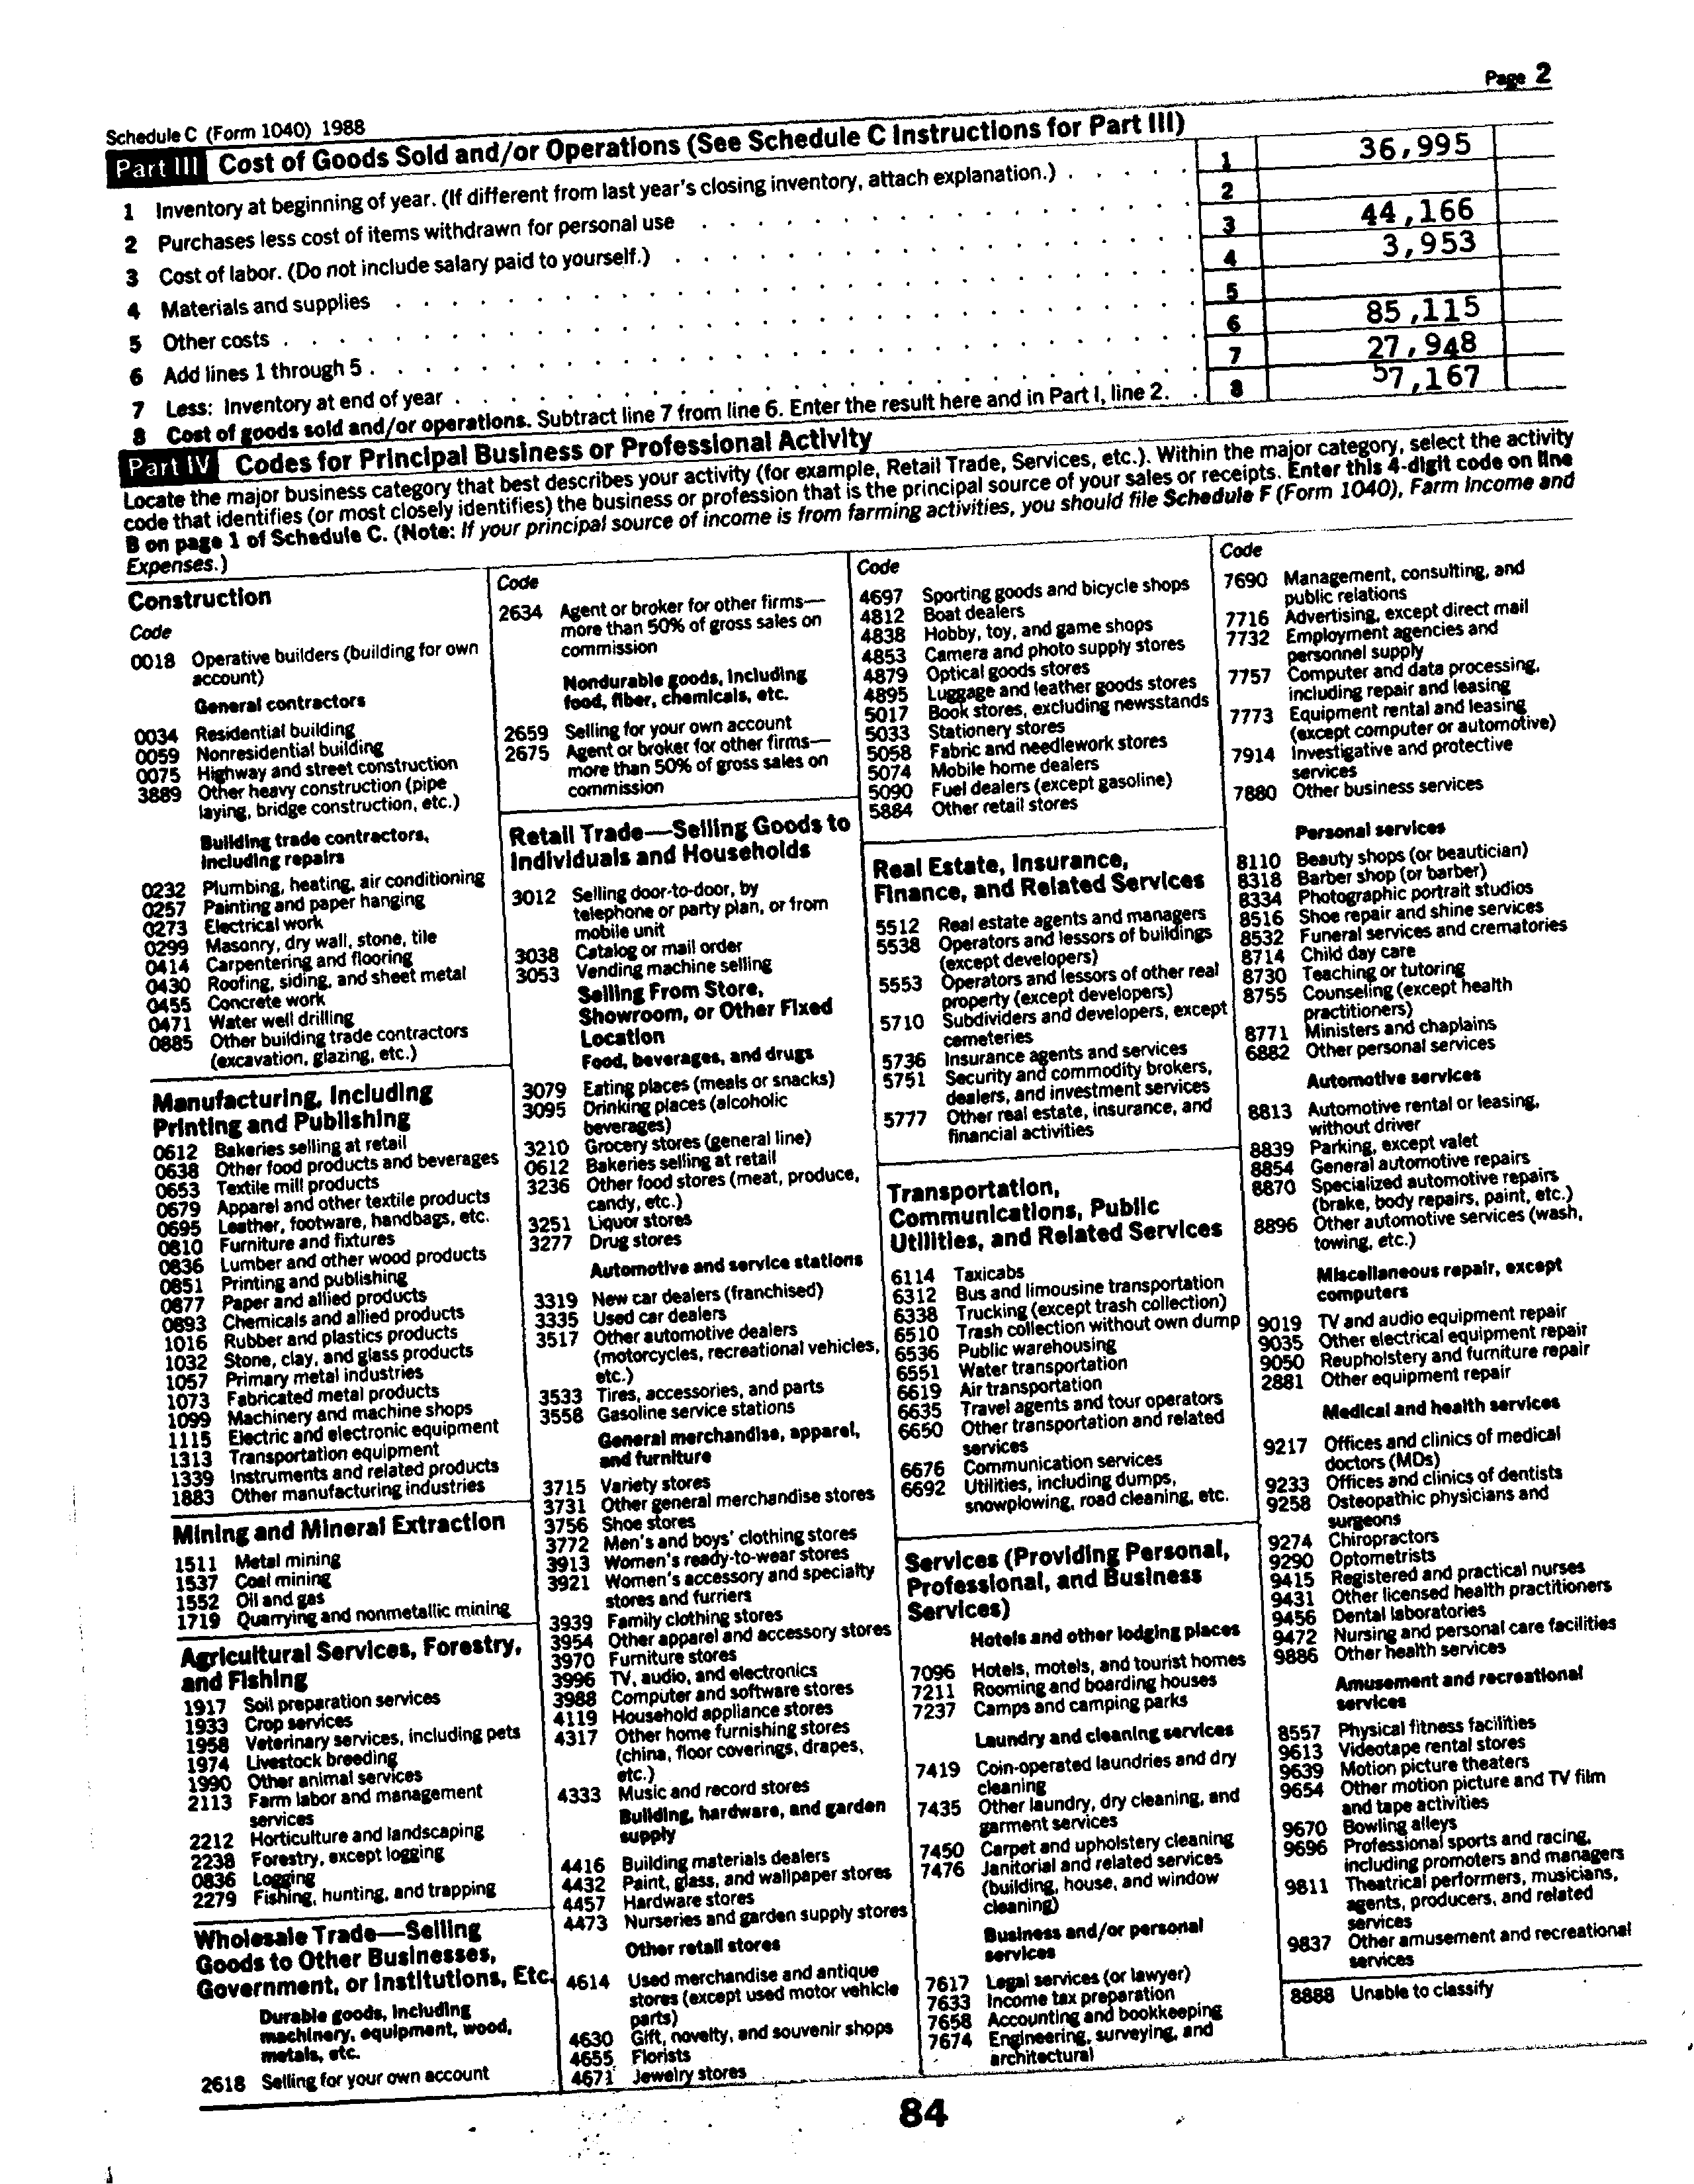 Page 2
Schedule C (Form 1040) 1988
Part III Cost of Goods Sold and/or Operations (See Schedule C Instructions for Part III)
1 Inventory at beginning of year. (If different from last year's closing inventory, attach explanation.) . . . . . 1 36,995
2 Purchases less cost of items withdrawn for personal use 2
3 Cost of labor. (Do not include salary paid to yourself.) 3 44,166
4 Materials and supplies 4 3,953
5 Other costs 5
6 Add lines 1 through 5 6 85,115
7 Less: Inventory at end of year 7 27,948
8 Cost of goods sold and/or operations. Subtract line 7 from line 6. Enter the result here and in Part I, line 2. 8 57,167
Part IV Codes for Principal Business or Professional Activity
Locate the major business category that best describes your activity (for example, Retail Trade, Services, etc.). Within the major category, select the activity
code that identifies (or most closely identifies) the business or profession that is the principal source of your sales or receipts. Enter this 4-digit code on line
B on page 1 of Schedule C. (Note: If your principal source of income is from farming activities, you should file Schedule F (Form 1040), Farm Income and
Expenses.)
Construction
Code
0018 Operative builders (building for own
account)
General contractors
0034 Residential building
0059 Nonresidential building
0075 Highway and street construction
3889 Other heavy construction (pipe
laying, bridge construction, etc.)
Building trade contractors,
including repairs
0232 Plumbing, heating, air conditioning
0257 Painting and paper hanging
0273 Electrical work
0299 Masonry, dry wall, stone, tile
0414 Carpentering and flooring
0430 Roofing, siding, and sheet metal
0455 Concrete work
0471 Water well drilling
0885 Other building trade contractors
(excavation, glazing, etc.)
Manufacturing, Including
Printing and Publishing
0612 Bakeries selling at retail
0638 Other food products and beverages
0653 Textile mill products
0679 Apparel and other textile products
0695 Leather, footware, handbags, etc.
0810 Furniture and fixtures
0836 Lumber and other wood products
0851 Printing and publishing
0877 Paper and allied products
0893 Chemicals and allied products
1016 Rubber and plastics products
1032 Stone, clay, and glass products
1057 Primary metal industries
1073 Fabricated metal products
1099 Machinery and machine shops
1115 Electric and electronic equipment
1313 Transportation equipment
1339 Instruments and related products
1883 Other manufacturing industries
Mining and Mineral Extraction
1511 Metal mining
1537 Coal mining
1552 Oil and gas
1719 Quarrying and nonmetallic mining
Agricultural Services, Forestry,
and Fishing
1917 Soil preparation services
1933 Crop services
1958 Veterinary services, including pets
1974 Livestock breeding
1990 Other animal services
2113 Farm labor and management
services
2212 Horticulture and landscaping
2238 Forestry, except logging
0836 Logging
2279 Fishing, hunting, and trapping
Wholesale Trade—Selling
Goods to Other Businesses,
Government, or Institutions, Etc.
Durable goods, including
machinery, equipment, wood,
metals, etc.
2618 Selling for your own account
Code
2634 Agent or broker for other firms—
more than 50% of gross sales on
commission
Nondurable goods, including
food, fiber, chemicals, etc.
2659 Selling for your own account
2675 Agent or broker for other firms—
more than 50% of gross sales on
commission
Retail Trade—Selling Goods to
Individuals and Households
3012 Selling door-to-door, by
telephone or party plan, or from
mobile unit
3038 Catalog or mail order
3053 Vending machine selling
Selling From Store,
Showroom, or Other Fixed
Location
Food, beverages, and drugs
3079 Eating places (meals or snacks)
3095 Drinking places (alcoholic
beverages)
3210 Grocery stores (general line)
0612 Bakeries selling at retail
3236 Other food stores (meat, produce,
candy, etc.)
3251 Liquor stores
3277 Drug stores
Automotive and service stations
3319 New car dealers (franchised)
3335 Used car dealers
3517 Other automotive dealers
(motorcycles, recreational vehicles,
etc.)
3533 Tires, accessories, and parts
3558 Gasoline service stations
General merchandise, apparel,
and furniture
3715 Variety stores
3731 Other general merchandise stores
3756 Shoe stores
3772 Men's and boys' clothing stores
3913 Women's ready-to-wear stores
3921 Women's accessory and specialty
stores and furriers
3939 Family clothing stores
3954 Other apparel and accessory stores
3970 Furniture stores
3996 TV, audio, and electronics
3988 Computer and software stores
4119 Household appliance stores
4317 Other home furnishing stores
(china, floor coverings, drapes,
etc.)
4333 Music and record stores
Building, hardware, and garden
supply
4416 Building materials dealers
4432 Paint, glass, and wallpaper stores
4457 Hardware stores
4473 Nurseries and garden supply stores
Other retail stores
4614 Used merchandise and antique
stores (except used motor vehicle
parts)
4630 Gift, novelty, and souvenir shops
4655 Florists
4671 Jewelry stores
Code
4697 Sporting goods and bicycle shops
4812 Boat dealers
4838 Hobby, toy, and game shops
4853 Camera and photo supply stores
4879 Optical goods stores
4895 Luggage and leather goods stores
5017 Book stores, excluding newsstands
5033 Stationery stores
5058 Fabric and needlework stores
5074 Mobile home dealers
5090 Fuel dealers (except gasoline)
5884 Other retail stores
Real Estate, Insurance,
Finance, and Related Services
5512 Real estate agents and managers
5538 Operators and lessors of buildings
(except developers)
5553 Operators and lessors of other real
property (except developers)
5710 Subdividers and developers, except
cemeteries
5736 Insurance agents and services
5751 Security and commodity brokers,
dealers, and investment services
5777 Other real estate, insurance, and
financial activities
Transportation,
Communications, Public
Utilities, and Related Services
6114 Taxicabs
6312 Bus and limousine transportation
6338 Trucking (except trash collection)
6510 Trash collection without own dump
6536 Public warehousing
6551 Water transportation
6619 Air transportation
6635 Travel agents and tour operators
6650 Other transportation and related
services
6676 Communication services
6692 Utilities, including dumps,
snowplowing, road cleaning, etc.
Services (Providing Personal,
Professional, and Business
Services)
Hotels and other lodging places
7096 Hotels, motels, and tourist homes
7211 Rooming and boarding houses
7237 Camps and camping parks
Laundry and cleaning services
7419 Coin-operated laundries and dry
cleaning
7435 Other laundry, dry cleaning, and
garment services
7450 Carpet and upholstery cleaning
7476 Janitorial and related services
(building, house, and window
cleaning)
Business and/or personal
services
7617 Legal services (or lawyer)
7633 Income tax preparation
7658 Accounting and bookkeeping
7674 Engineering, surveying, and
architectural
Code
7690 Management, consulting, and
public relations
7716 Advertising, except direct mail
7732 Employment agencies and
personnel supply
7757 Computer and data processing,
including repair and leasing
7773 Equipment rental and leasing
(except computer or automotive)
7914 Investigative and protective
services
7880 Other business services
Personal services
8110 Beauty shops (or beautician)
8318 Barber shop (or barber)
8334 Photographic portrait studios
8516 Shoe repair and shine services
8532 Funeral services and crematories
8714 Child day care
8730 Teaching or tutoring
8755 Counseling (except health
practitioners)
8771 Ministers and chaplains
6882 Other personal services
Automotive services
8813 Automotive rental or leasing,
without driver
8839 Parking, except valet
8854 General automotive repairs
8870 Specialized automotive repairs
(brake, body repairs, paint, etc.)
8896 Other automotive services (wash,
towing, etc.)
Miscellaneous repair, except
computers
9019 TV and audio equipment repair
9035 Other electrical equipment repair
9050 Reupholstery and furniture repair
2881 Other equipment repair
Medical and health services
9217 Offices and clinics of medical
doctors (MDs)
9233 Offices and clinics of dentists
9258 Osteopathic physicians and
surgeons
9274 Chiropractors
9290 Optometrists
9415 Registered and practical nurses
9431 Other licensed health practitioners
9456 Dental laboratories
9472 Nursing and personal care facilities
9886 Other health services
Amusement and recreational
services
8557 Physical fitness facilities
9613 Videotape rental stores
9639 Motion picture theaters
9654 Other motion picture and TV film
and tape activities
9670 Bowling alleys
9696 Professional sports and racing,
including promoters and managers
9811 Theatrical performers, musicians,
agents, producers, and related
services
9837 Other amusement and recreational
services
8888 Unable to classify
84